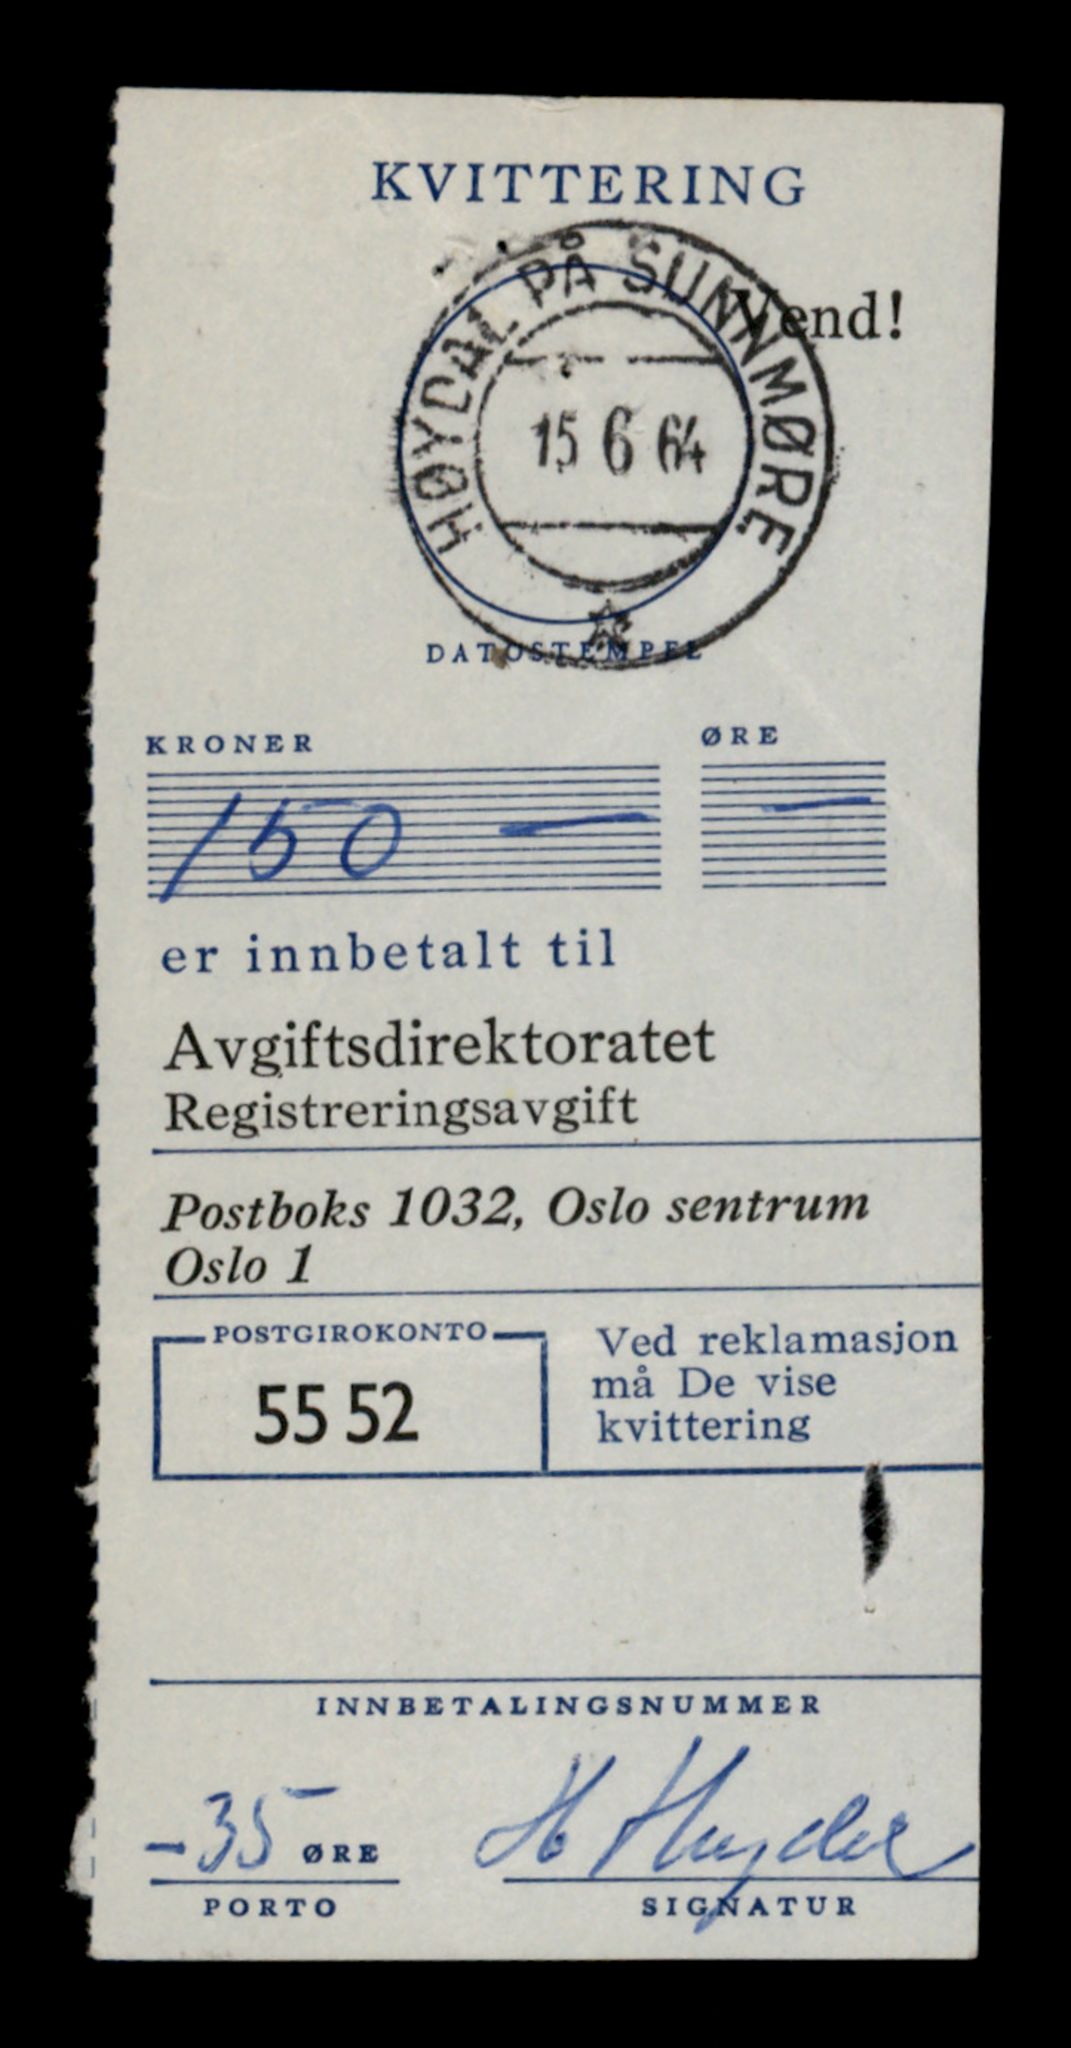 KVITTERING
HØYDAL PÅ SUNNMØRE
Vend!
15 6 64
DATOSTEMPEL
KRONER ØRE
150 — —
er innbetalt til
Avgiftsdirektoratet
Registreringsavgift
Postboks 1032, Oslo sentrum
Oslo 1
POSTGIROKONTO
55 52
Ved reklamasjon
må De vise
kvittering
INNBETALINGSNUMMER
-35 ØRE
PORTO
SIGNATUR